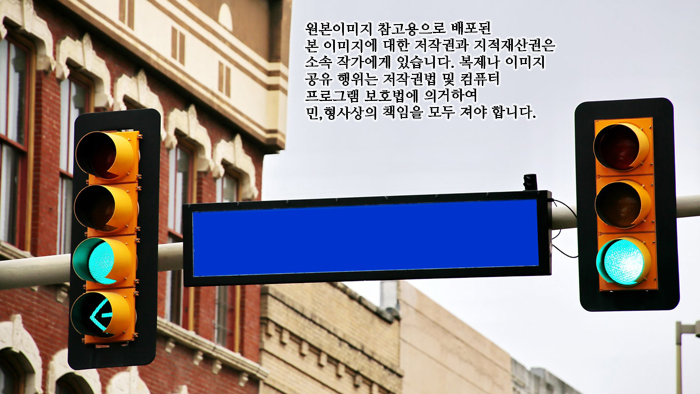 원본이미지 참고용으로 배포된
본 이미지에 대한 저작권과 지적재산권은
소속 작가에게 있습니다. 복제나 이미지
공유 행위는 저작권법 및 컴퓨터
프로그램 보호법에 의거하여
민,형사상의 책임을 모두 져야 합니다.